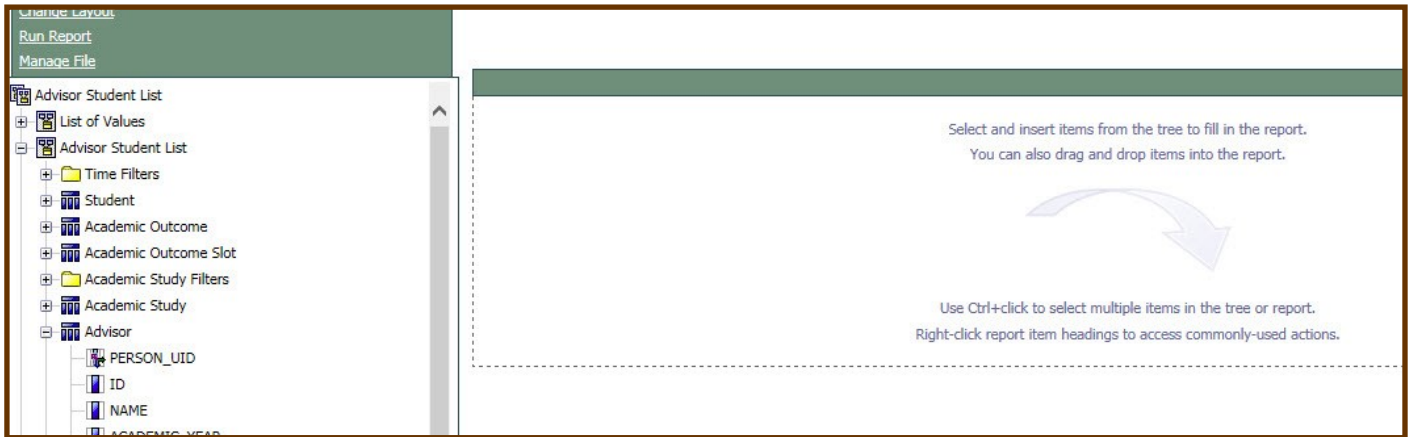 Change Layout
Run Report
Manage File
Advisor Student List
List of Values
Advisor Student List
Time Filters
Student
Academic Outcome
Academic Outcome Slot
Academic Study Filters
Academic Study
Advisor
PERSON_UID
ID
NAME
ACADEMIC_YEAR
Select and insert items from the tree to fill in the report.
You can also drag and drop items into the report.
Use Ctrl+click to select multiple items in the tree or report.
Right-click report item headings to access commonly-used actions.